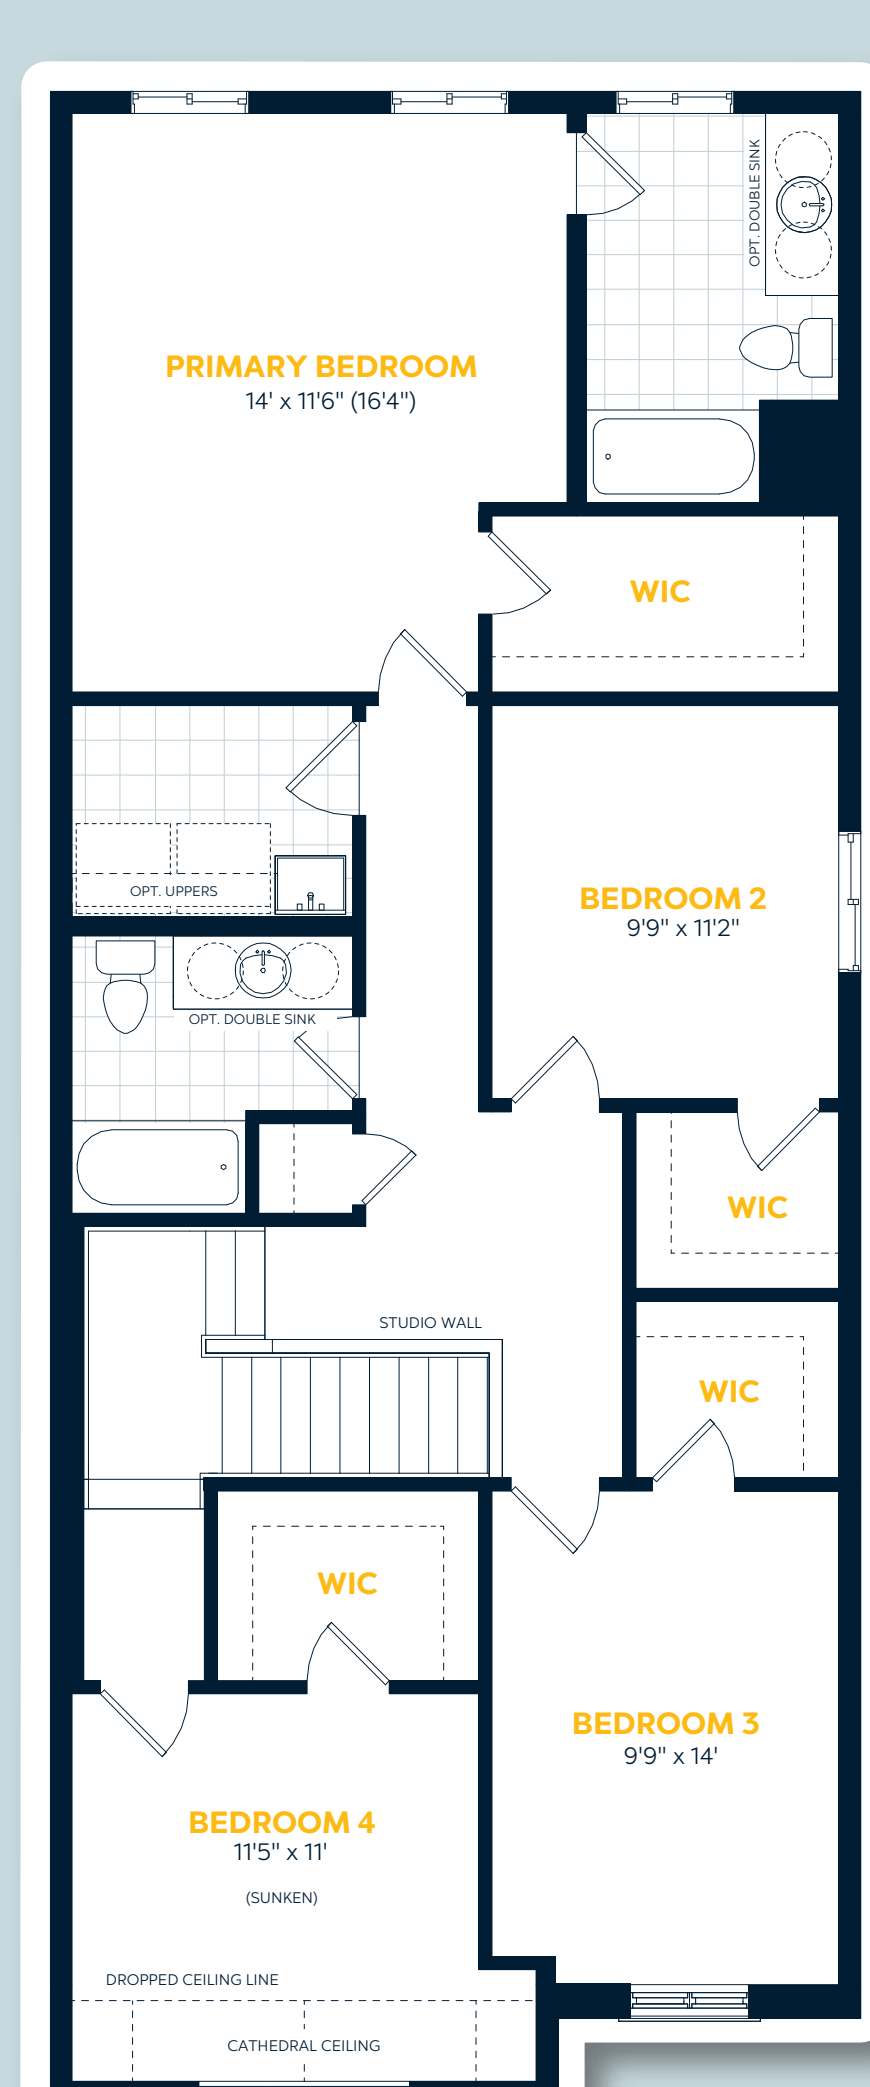 OPT. DOUBLE SINK
PRIMARY BEDROOM
14' x 11'6" (16'4")
WIC
OPT. UPPERS
BEDROOM 2
9'9" x 11'2"
OPT. DOUBLE SINK
WIC
STUDIO WALL
WIC
WIC
BEDROOM 3
9'9" x 14'
BEDROOM 4
11'5" x 11'
(SUNKEN)
DROPPED CEILING LINE
CATHEDRAL CEILING